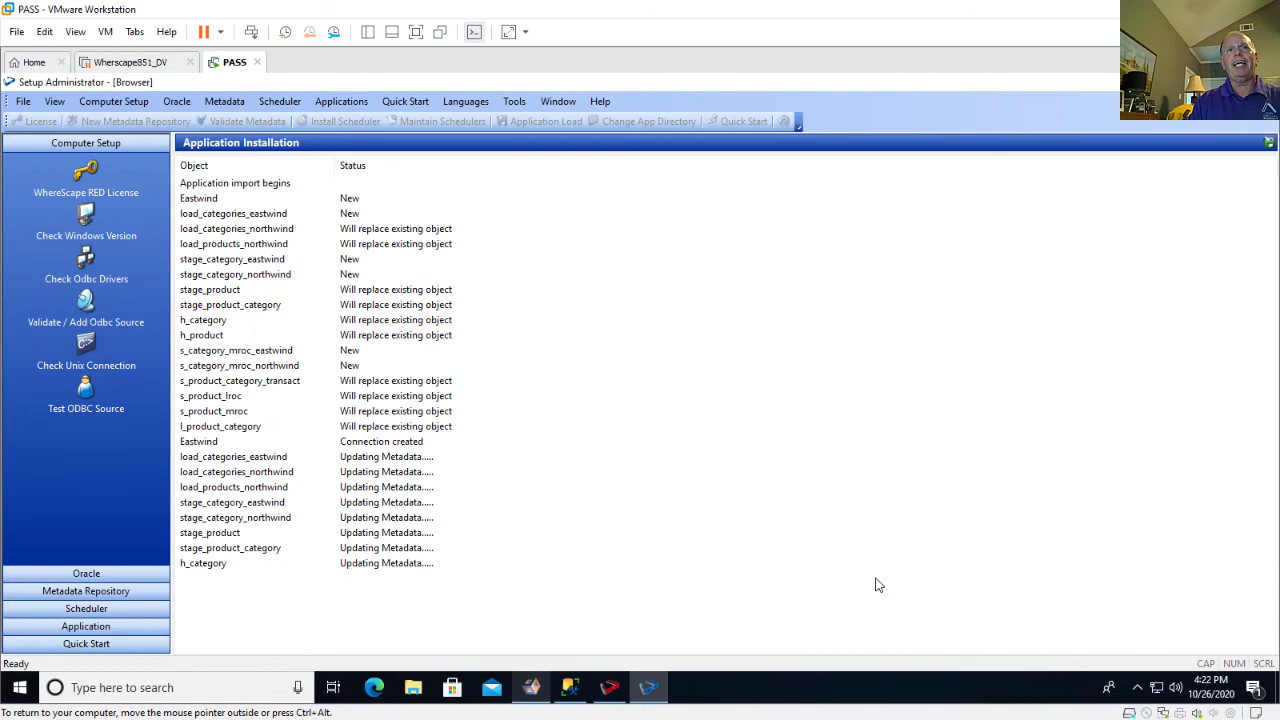 PASS - VMware Workstation
File Edit View VM Tabs Help
Home Wherscape851_DV PASS
Setup Administrator - [Browser]
File View Computer Setup Oracle Metadata Scheduler Applications Quick Start Languages Tools Window Help
License New Metadata Repository Validate Metadata Install Scheduler Maintain Schedulers Application Load Change App Directory Quick Start
Computer Setup
Application Installation
Object Status
Application import begins
Eastwind New
load_categories_eastwind New
load_categories_northwind Will replace existing object
load_products_northwind Will replace existing object
stage_category_eastwind New
stage_category_northwind New
stage_product Will replace existing object
stage_product_category Will replace existing object
h_category Will replace existing object
h_product Will replace existing object
s_category_mroc_eastwind New
s_category_mroc_northwind New
s_product_category_transact Will replace existing object
s_product_lroc Will replace existing object
s_product_mroc Will replace existing object
l_product_category Will replace existing object
Eastwind Connection created
load_categories_eastwind Updating Metadata.....
load_categories_northwind Updating Metadata.....
load_products_northwind Updating Metadata.....
stage_category_eastwind Updating Metadata.....
stage_category_northwind Updating Metadata.....
stage_product Updating Metadata.....
stage_product_category Updating Metadata.....
h_category Updating Metadata.....
WhereScape RED License
Check Windows Version
Check Odbc Drivers
Validate / Add Odbc Source
Check Unix Connection
Test ODBC Source
Oracle
Metadata Repository
Scheduler
Application
Quick Start
Ready CAP NUM SCRL
Type here to search
4:22 PM
10/26/2020
To return to your computer, move the mouse pointer outside or press Ctrl+Alt.